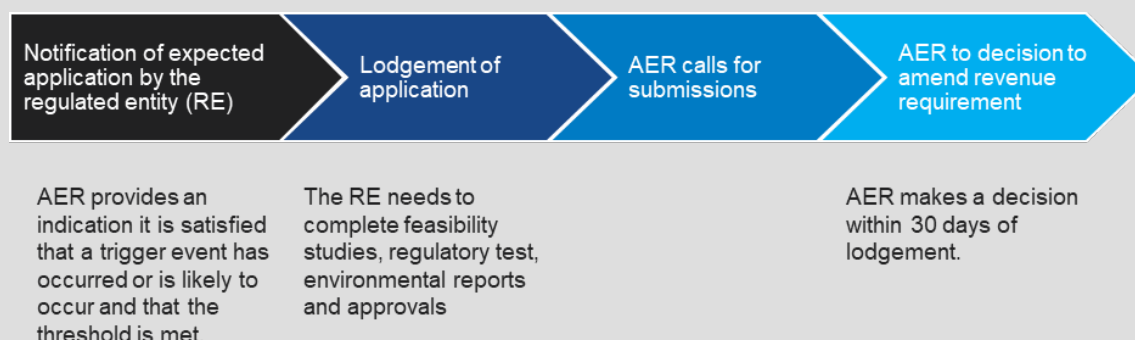 Notification of expected
application by the
regulated entity (RE)
Lodgement of
application
AER calls for
submissions
AER to decision to
amend revenue
requirement
AER provides an
indication it is satisfied
that a trigger event has
occurred or is likely to
occur and that the
threshold is met
The RE needs to
complete feasibility
studies, regulatory test,
environmental reports
and approvals
AER makes a decision
within 30 days of
lodgement.